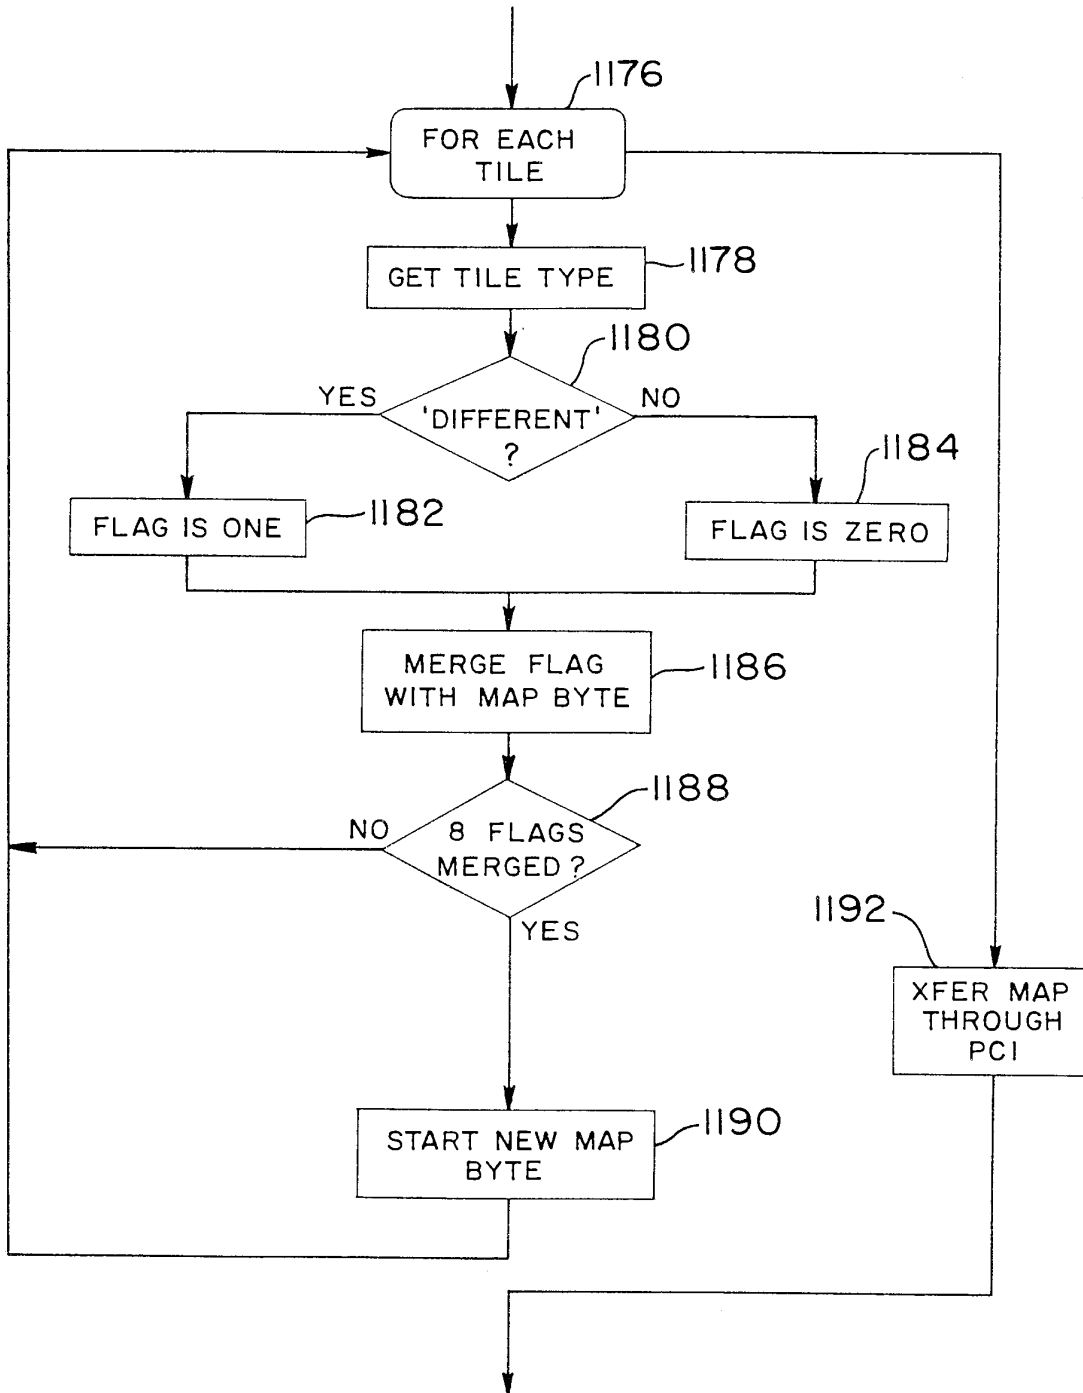 1176
FOR EACH
TILE
GET TILE TYPE
1178
1180
YES
NO
'DIFFERENT'
?
FLAG IS ONE
1182
1184
FLAG IS ZERO
MERGE FLAG
WITH MAP BYTE
1186
1188
NO
8 FLAGS
MERGED?
YES
1192
XFER MAP
THROUGH
PCI
START NEW MAP
BYTE
1190